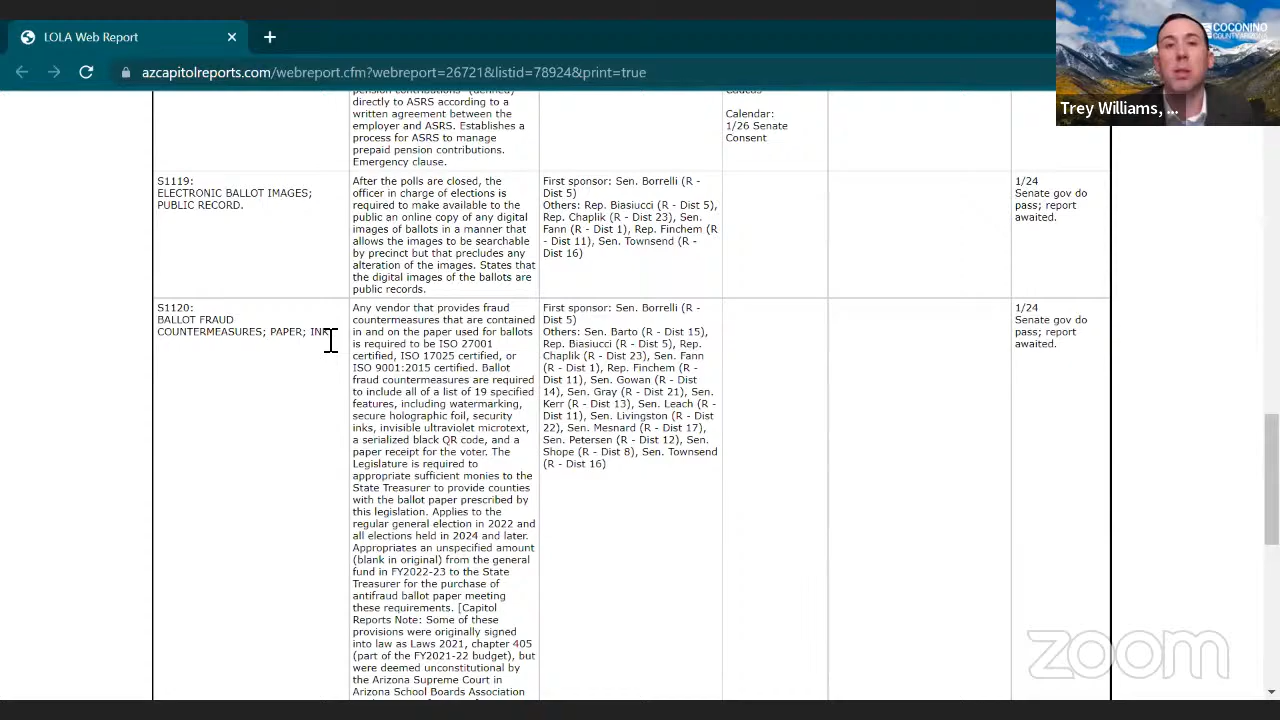 LOLA Web Report
azcapitolreports.com/webreport.cfm?webreport=26721&listid=78924&print=true
COCONINO
COUNTY ARIZONA
Trey Williams, ...
pension contributions" (defined)
directly to ASRS according to a
written agreement between the
employer and ASRS. Establishes a
process for ASRS to manage
prepaid pension contributions.
Emergency clause.
Caucus
Calendar:
1/26 Senate
Consent
S1119:
ELECTRONIC BALLOT IMAGES;
PUBLIC RECORD.
After the polls are closed, the
officer in charge of elections is
required to make available to the
public an online copy of any digital
images of ballots in a manner that
allows the images to be searchable
by precinct but that precludes any
alteration of the images. States that
the digital images of the ballots are
public records.
First sponsor: Sen. Borrelli (R -
Dist 5)
Others: Rep. Biasiucci (R - Dist 5),
Rep. Chaplik (R - Dist 23), Sen.
Fann (R - Dist 1), Rep. Finchem (R
- Dist 11), Sen. Townsend (R -
Dist 16)
1/24
Senate gov do
pass; report
awaited.
S1120:
BALLOT FRAUD
COUNTERMEASURES; PAPER; INK
Any vendor that provides fraud
countermeasures that are contained
in and on the paper used for ballots
is required to be ISO 27001
certified, ISO 17025 certified, or
ISO 9001:2015 certified. Ballot
fraud countermeasures are required
to include all of a list of 19 specified
features, including watermarking,
secure holographic foil, security
inks, invisible ultraviolet microtext,
a serialized black QR code, and a
paper receipt for the voter. The
Legislature is required to
appropriate sufficient monies to the
State Treasurer to provide counties
with the ballot paper prescribed by
this legislation. Applies to the
regular general election in 2022 and
all elections held in 2024 and later.
Appropriates an unspecified amount
(blank in original) from the general
fund in FY2022-23 to the State
Treasurer for the purchase of
antifraud ballot paper meeting
these requirements. [Capitol
Reports Note: Some of these
provisions were originally signed
into law as Laws 2021, chapter 405
(part of the FY2021-22 budget), but
were deemed unconstitutional by
the Arizona Supreme Court in
Arizona School Boards Association
First sponsor: Sen. Borrelli (R -
Dist 5)
Others: Sen. Barto (R - Dist 15),
Rep. Biasiucci (R - Dist 5), Rep.
Chaplik (R - Dist 23), Sen. Fann
(R - Dist 1), Rep. Finchem (R -
Dist 11), Sen. Gowan (R - Dist
14), Sen. Gray (R - Dist 21), Sen.
Kerr (R - Dist 13), Sen. Leach (R -
Dist 11), Sen. Livingston (R - Dist
22), Sen. Mesnard (R - Dist 17),
Sen. Petersen (R - Dist 12), Sen.
Shope (R - Dist 8), Sen. Townsend
(R - Dist 16)
1/24
Senate gov do
pass; report
awaited.
zoom